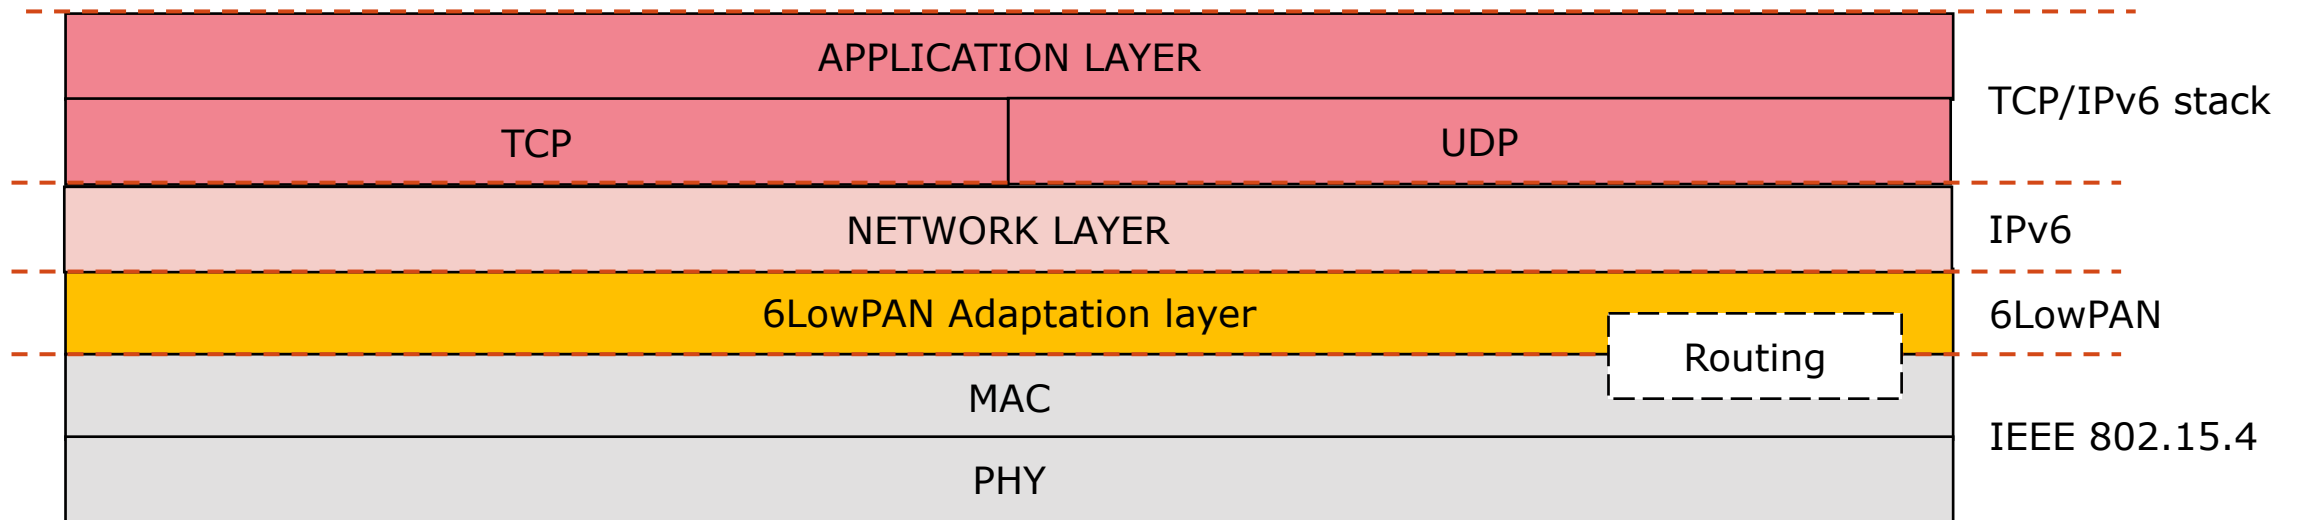 APPLICATION LAYER
TCP/IPv6 stack
TCP
UDP
NETWORK LAYER
IPv6
6LowPAN Adaptation layer
6LowPAN
Routing
MAC
IEEE 802.15.4
PHY